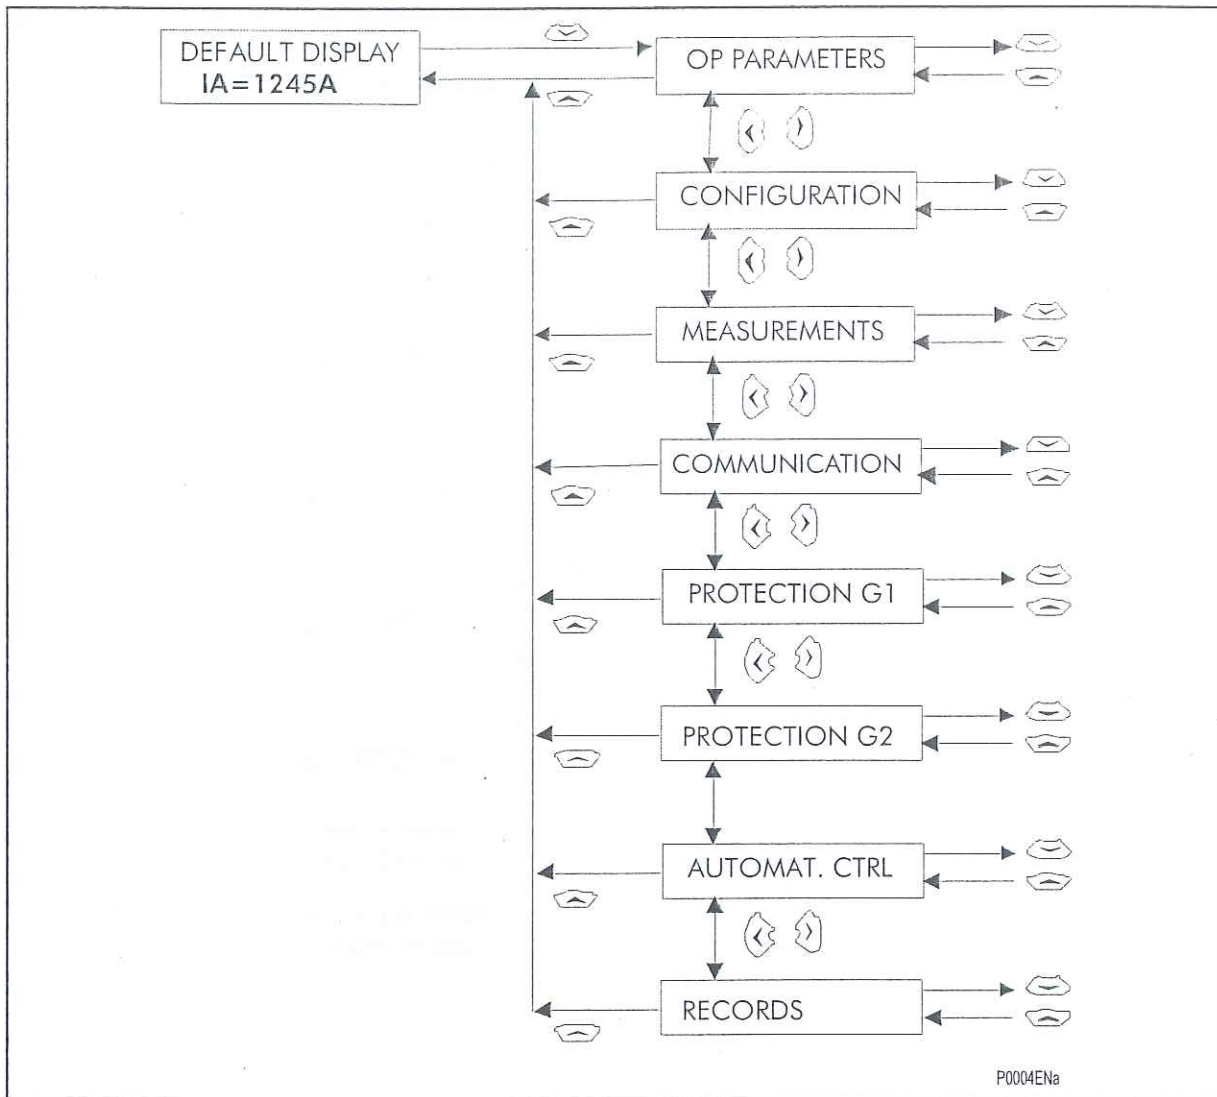 DEFAULT DISPLAY
IA=1245A
OP PARAMETERS
CONFIGURATION
MEASUREMENTS
COMMUNICATION
PROTECTION G1
PROTECTION G2
AUTOMAT. CTRL
RECORDS
P0004ENa